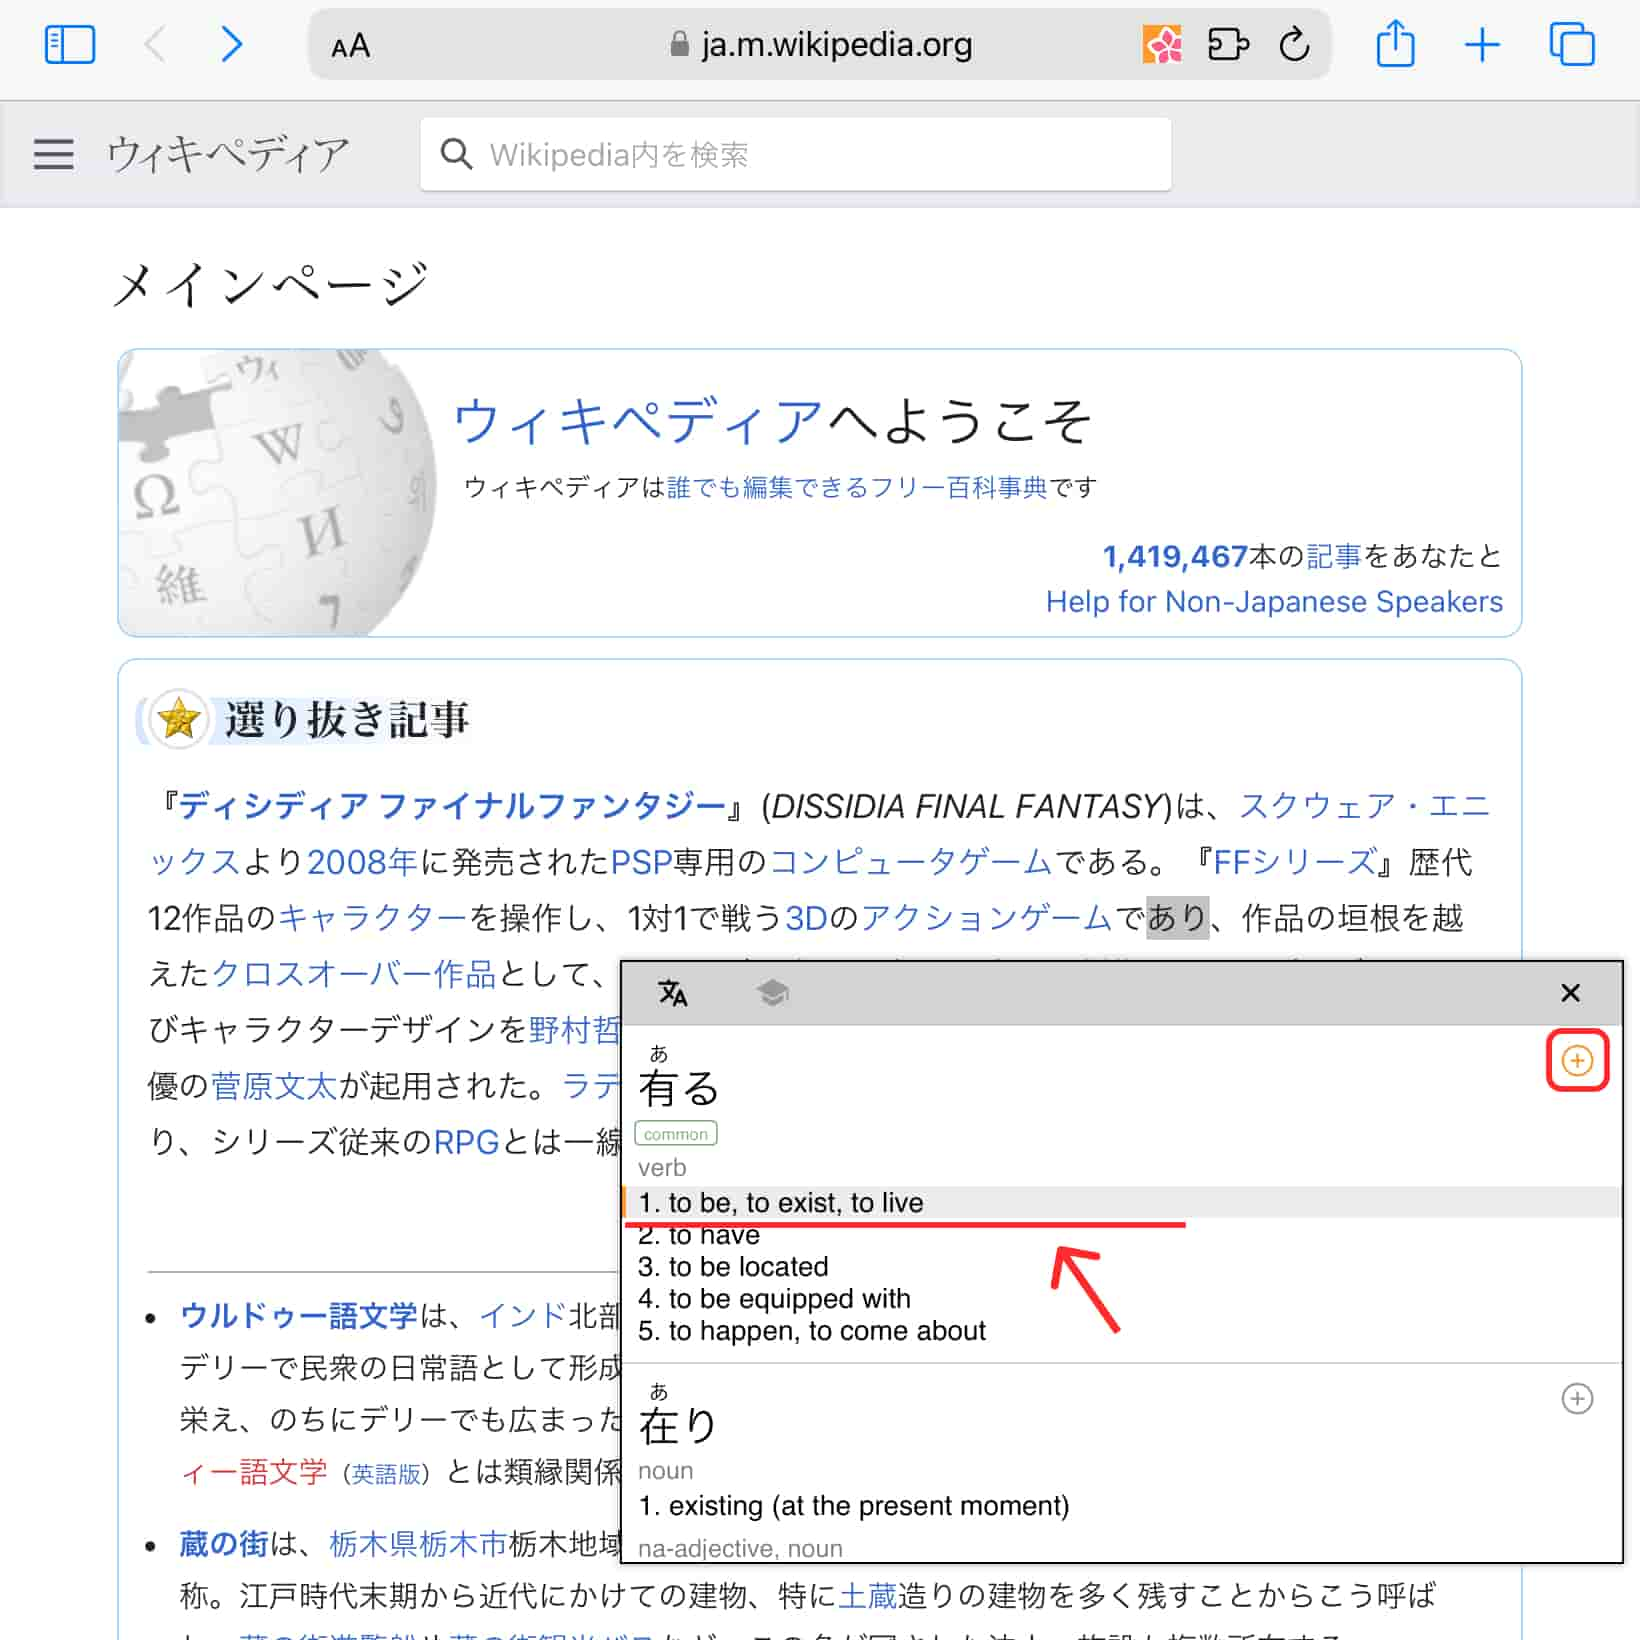 AA
ja.m.wikipedia.org
ウィキペディア
Wikipedia内を検索
メインページ
ウィキペディアへようこそ
ウィキペディアは誰でも編集できるフリー百科事典です
1,419,467本の記事をあなたと
Help for Non-Japanese Speakers
選り抜き記事
『ディシディア ファイナルファンタジー』(DISSIDIA FINAL FANTASY)は、スクウェア・エニ
ックスより2008年に発売されたPSP専用のコンピュータゲームである。『FFシリーズ』歴代
12作品のキャラクターを操作し、1対1で戦う3Dのアクションゲームであり、作品の垣根を越
えたクロスオーバー作品として、
びキャラクターデザインを野村哲
優の菅原文太が起用された。ラデ
り、シリーズ従来のRPGとは一線
あ
有る
common
verb
1. to be, to exist, to live
2. to have
3. to be located
4. to be equipped with
5. to happen, to come about
あ
在り
noun
1. existing (at the present moment)
na-adjective, noun
ウルドゥー語文学は、インド北部
デリーで民衆の日常語として形成
栄え、のちにデリーでも広まった
ィー語文学（英語版）とは類縁関係
蔵の街は、栃木県栃木市栃木地域
称。江戸時代末期から近代にかけての建物、特に土蔵造りの建物を多く残すことからこう呼ば